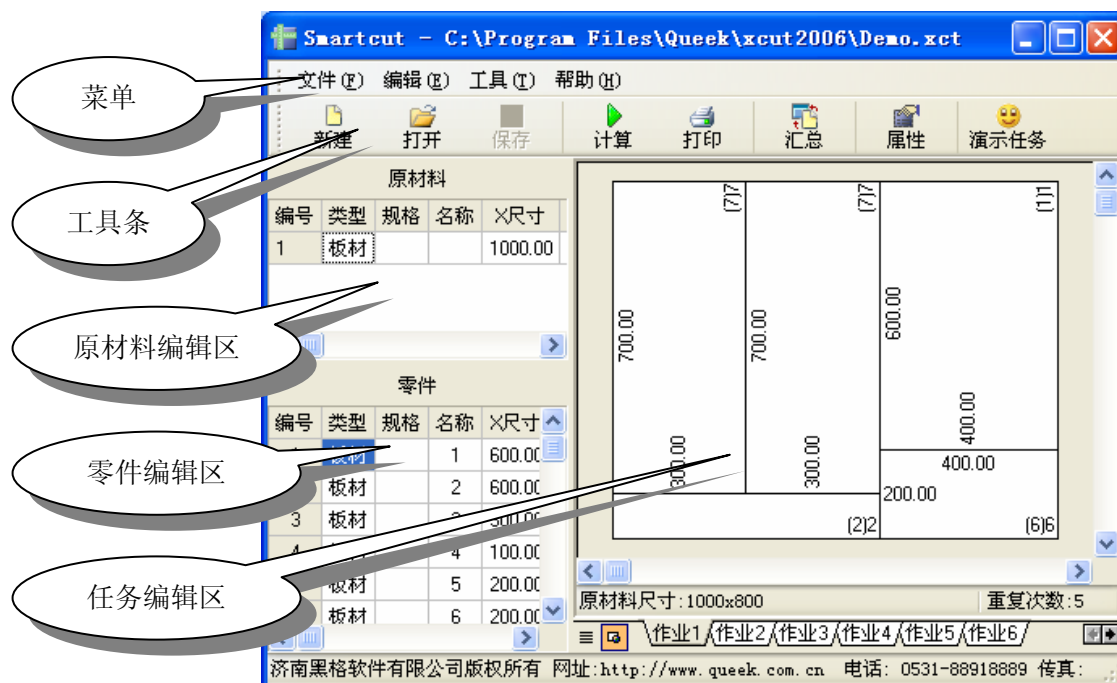 Smartcut - C:\Program Files\Queek\xcut2006\Demo.xct
菜单
文件(F) 编辑(E) 工具(T) 帮助(H)
新建 打开 保存 计算 打印 汇总 属性 演示任务
工具条
原材料
编号 类型 规格 名称 X尺寸
1 板材 1000.00
原材料编辑区
零件
编号 类型 规格 名称 X尺寸
板材 1 600.00
板材 2 600.00
3 板材 300.00
4 板材 4 100.00
板材 5 200.00
板材 6 200.00
零件编辑区
任务编辑区
(7)7 (7)7 (1)1
700.00 700.00 600.00
400.00
300.00 300.00 400.00
200.00
(2)2 (6)6
原材料尺寸:1000x800 重复次数:5
作业1 作业2 作业3 作业4 作业5 作业6
济南黑格软件有限公司版权所有 网址:http://www.queek.com.cn 电话: 0531-88918889 传真: